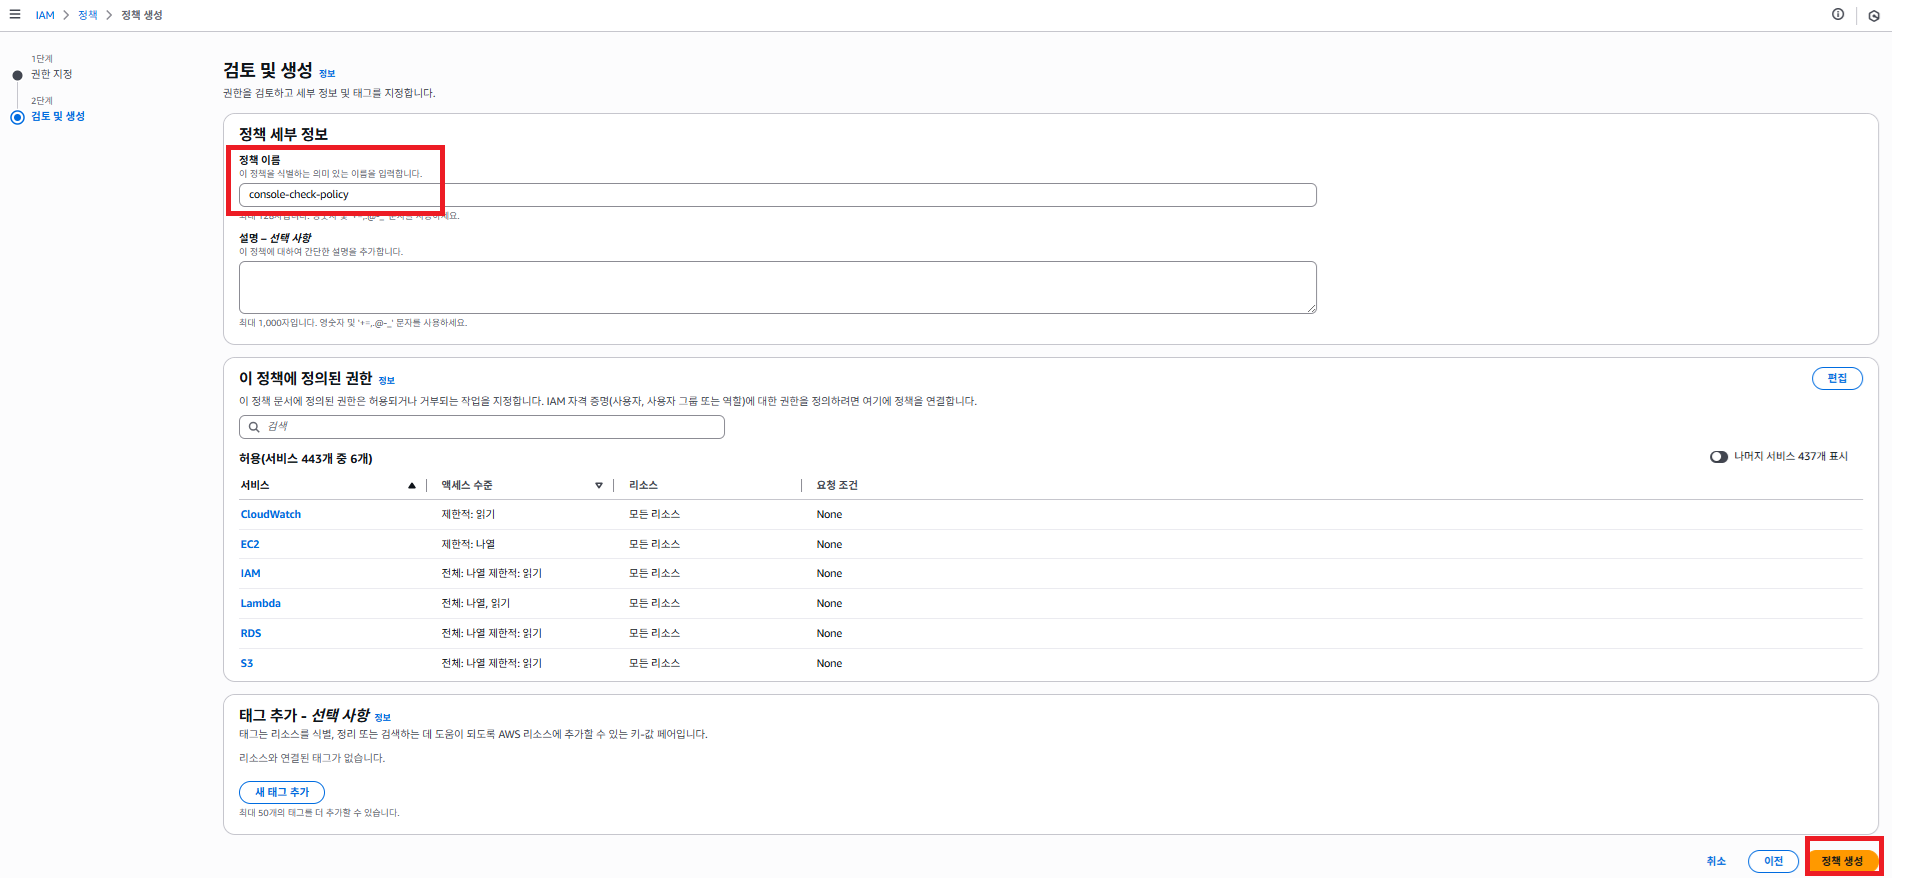 IAM > 정책 > 정책 생성
1단계
권한 지정
2단계
검토 및 생성
검토 및 생성 정보
권한을 검토하고 세부 정보 및 태그를 지정합니다.
정책 세부 정보
정책 이름
이 정책을 식별하는 의미 있는 이름을 입력합니다.
console-check-policy
최대 128자입니다. 영숫자 및 '+=,.@-_' 문자를 사용하세요.
설명 – 선택 사항
이 정책에 대하여 간단한 설명을 추가합니다.
최대 1,000자입니다. 영숫자 및 '+=,.@-_' 문자를 사용하세요.
이 정책에 정의된 권한 정보
편집
이 정책 문서에 정의된 권한은 허용되거나 거부되는 작업을 지정합니다. IAM 자격 증명(사용자, 사용자 그룹 또는 역할)에 대한 권한을 정의하려면 여기에 정책을 연결합니다.
검색
허용(서비스 443개 중 6개)
나머지 서비스 437개 표시
서비스 액세스 수준 리소스 요청 조건
CloudWatch 제한적: 읽기 모든 리소스 None
EC2 제한적: 나열 모든 리소스 None
IAM 전체: 나열 제한적: 읽기 모든 리소스 None
Lambda 전체: 나열, 읽기 모든 리소스 None
RDS 전체: 나열 제한적: 읽기 모든 리소스 None
S3 전체: 나열 제한적: 읽기 모든 리소스 None
태그 추가 - 선택 사항 정보
태그는 리소스를 식별, 정리 또는 검색하는 데 도움이 되도록 AWS 리소스에 추가할 수 있는 키-값 페어입니다.
리소스와 연결된 태그가 없습니다.
새 태그 추가
최대 50개의 태그를 더 추가할 수 있습니다.
취소 이전 정책 생성